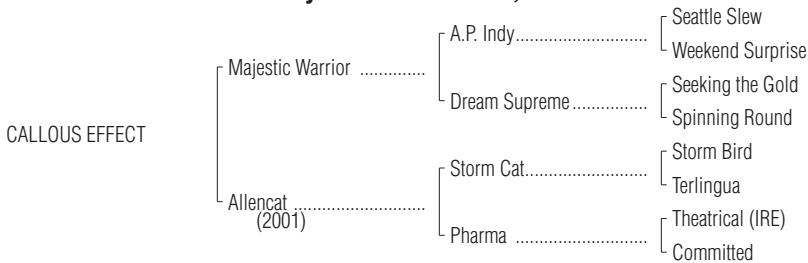 Seattle Slew
A.P. Indy............................
Weekend Surprise
Majestic Warrior ..............
Seeking the Gold
Dream Supreme................
Spinning Round
CALLOUS EFFECT
Storm Bird
Storm Cat..........................
Terlingua
Allencat ............................
(2001)
Theatrical (IRE)
Pharma ............................
Committed